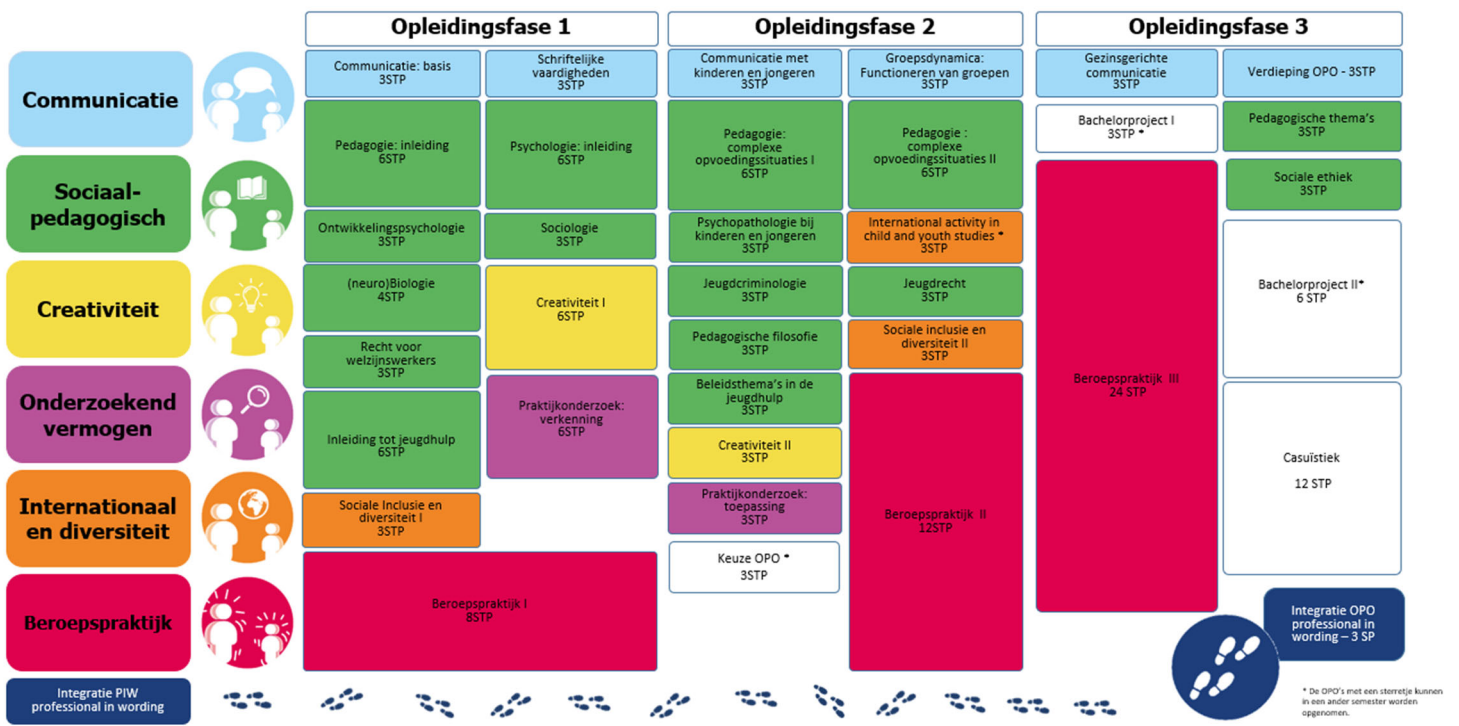 Opleidingsfase 1
Opleidingsfase 2
Opleidingsfase 3
Communicatie
Sociaal-
pedagogisch
Creativiteit
Onderzoekend
vermogen
Internationaal
en diversiteit
Beroepspraktijk
Integratie PIW
professional in wording
Communicatie: basis
3STP
Pedagogie: inleiding
6STP
Ontwikkelingspsychologie
3STP
(neuro)Biologie
4STP
Recht voor
welzijnswerkers
3STP
Inleiding tot jeugdhulp
6STP
Sociale Inclusie en
diversiteit I
3STP
Schriftelijke
vaardigheden
3STP
Psychologie: inleiding
6STP
Sociologie
3STP
Creativiteit I
6STP
Praktijkonderzoek:
verkenning
6STP
Beroepspraktijk I
8STP
Communicatie met
kinderen en jongeren
3STP
Pedagogie:
complexe
opvoedingssituaties I
6STP
Psychopathologie bij
kinderen en jongeren
3STP
Jeugdcriminologie
3STP
Pedagogische filosofie
3STP
Beleidsthema's in de
jeugdhulp
3STP
Creativiteit II
3STP
Praktijkonderzoek:
toepassing
3STP
Keuze OPO *
3STP
Groepsdynamica:
Functioneren van groepen
3STP
Pedagogie :
complexe
opvoedingssituaties II
6STP
International activity in
child and youth studies *
3STP
Jeugdrecht
3STP
Sociale inclusie en
diversiteit II
3STP
Beroepspraktijk II
12STP
Gezinsgerichte
communicatie
3STP
Bachelorproject I
3STP *
Beroepspraktijk III
24 STP
Verdieping OPO - 3STP
Pedagogische thema's
3STP
Sociale ethiek
3STP
Bachelorproject II*
6 STP
Casuïstiek
12 STP
Integratie OPO
professional in
wording – 3 SP
* De OPO's met een sterretje kunnen
in een ander semester worden
opgenomen.